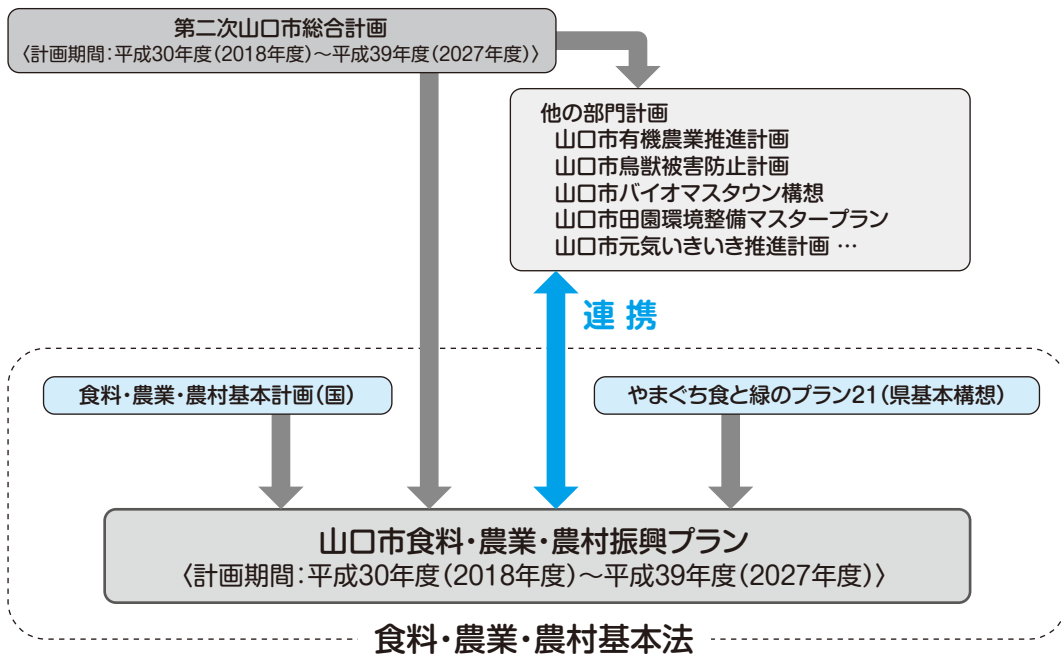 第二次山口市総合計画
〈計画期間：平成30年度（2018年度）～平成39年度（2027年度）〉
他の部門計画
山口市有機農業推進計画
山口市鳥獣被害防止計画
山口市バイオマスタウン構想
山口市田園環境整備マスタープラン
山口市元気いきいき推進計画 …
連携
食料・農業・農村基本計画（国）
やまぐち食と緑のプラン21（県基本構想）
山口市食料・農業・農村振興プラン
〈計画期間：平成30年度（2018年度）～平成39年度（2027年度）〉
食料・農業・農村基本法